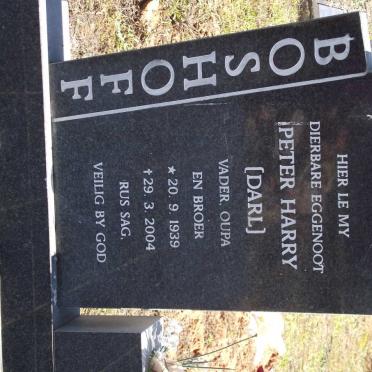 BOSHOFF
HIER LE MY
DIERBARE EGGENOOT
PETER HARRY
[DARL]
VADER, OUPA
EN BROER
★ 20. 9. 1939
✝ 29. 3. 2004
RUS SAG,
VEILIG BY GOD